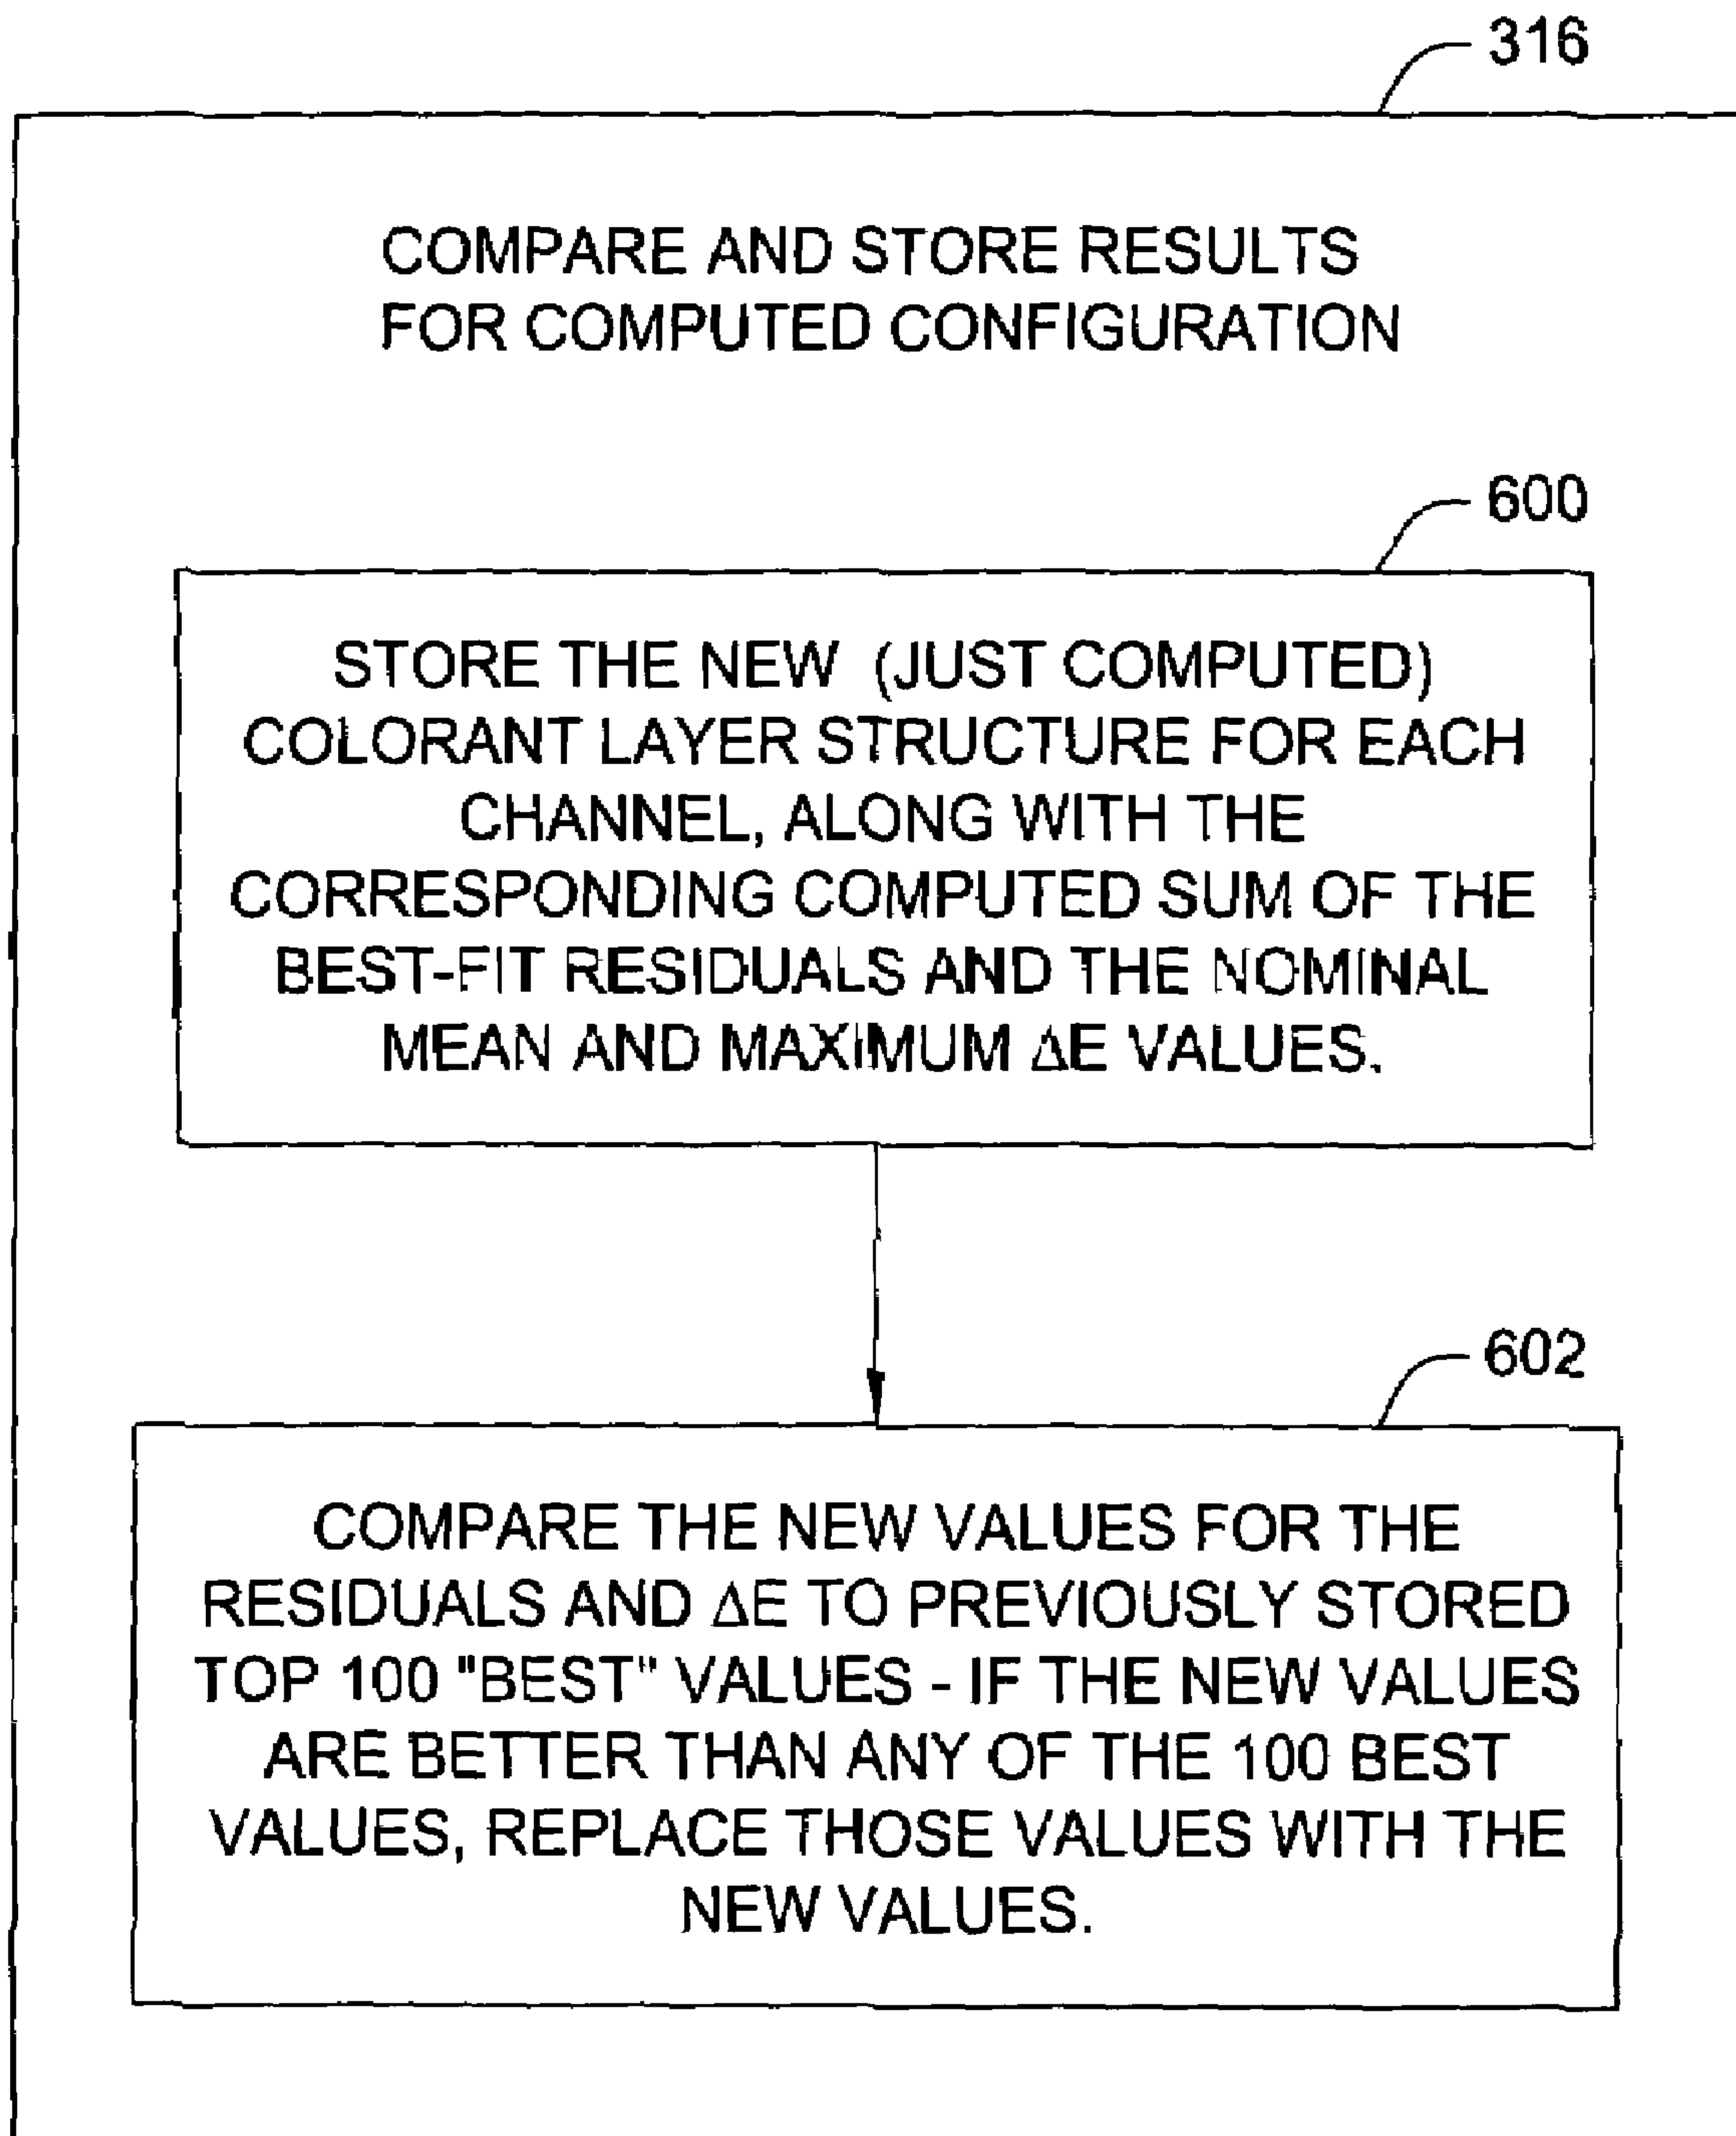 316
COMPARE AND STORE RESULTS
FOR COMPUTED CONFIGURATION
600
STORE THE NEW (JUST COMPUTED)
COLORANT LAYER STRUCTURE FOR EACH
CHANNEL, ALONG WITH THE
CORRESPONDING COMPUTED SUM OF THE
BEST-FIT RESIDUALS AND THE NOMINAL
MEAN AND MAXIMUM ΔE VALUES.
602
COMPARE THE NEW VALUES FOR THE
RESIDUALS AND ΔE TO PREVIOUSLY STORED
TOP 100 "BEST" VALUES - IF THE NEW VALUES
ARE BETTER THAN ANY OF THE 100 BEST
VALUES, REPLACE THOSE VALUES WITH THE
NEW VALUES.